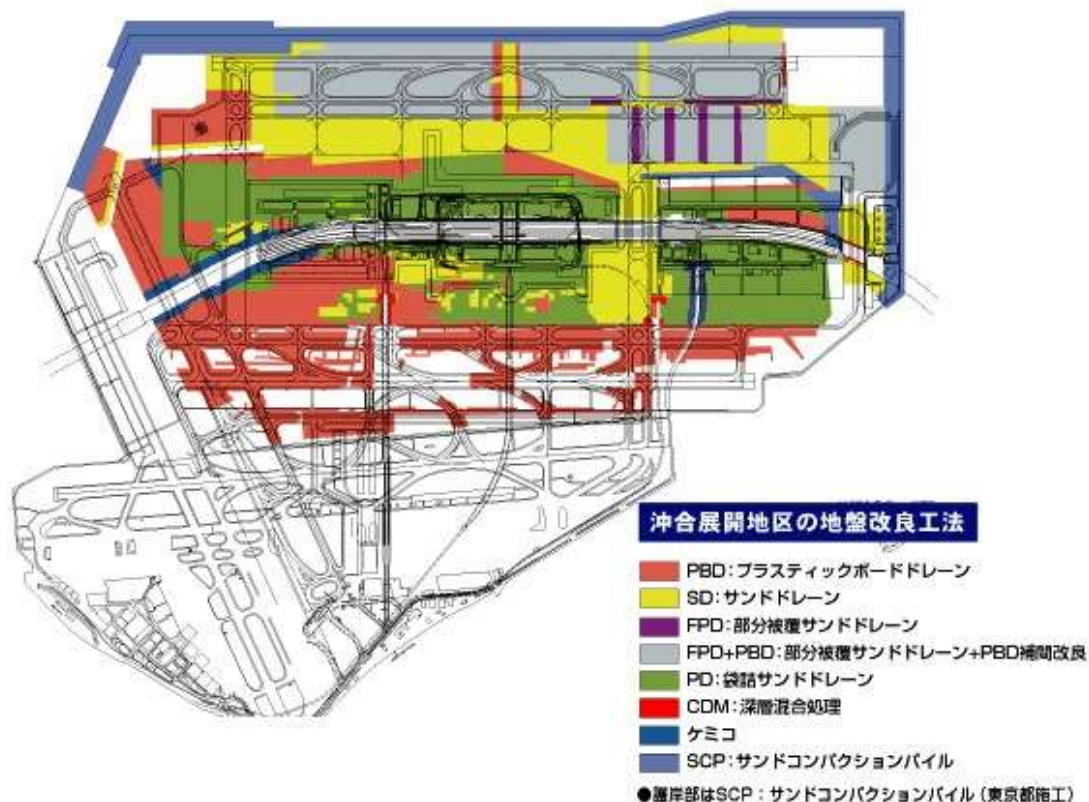 沖合展開地区の地盤改良工法
PBD：プラスティックボードドレーン
SD：サンドドレーン
FPD：部分被覆サンドドレーン
FPD+PBD：部分被覆サンドドレーン+PBD補間改良
PD：袋詰サンドドレーン
CDM：深層混合処理
ケミコ
SCP：サンドコンパクションパイル
●護岸部はSCP：サンドコンパクションパイル（東京都施工）